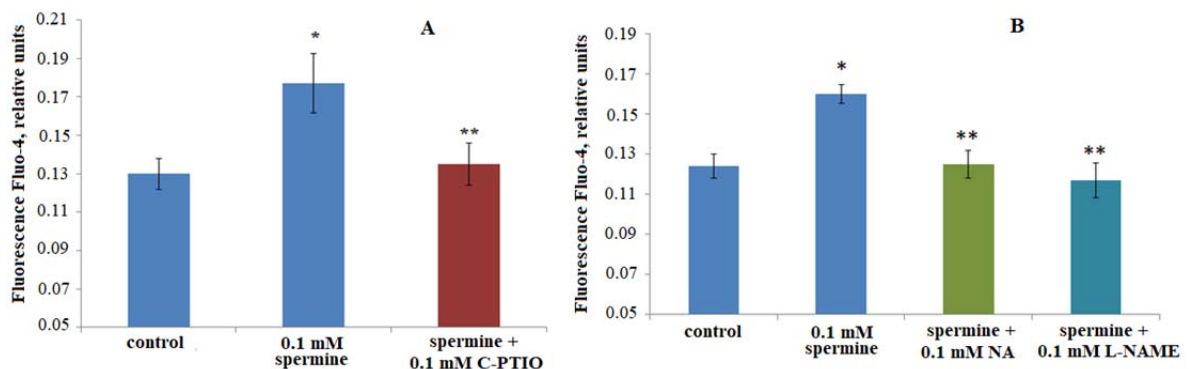 Fluorescence Fluo-4, relative units
0.21
0.19
0.17
0.15
0.13
0.11
0.09
0.07
0.05
A
*
**
control
0.1 mM
spermine
spermine +
0.1 mM C-PTIO
Fluorescence Fluo-4, relative units
0.19
0.17
0.15
0.13
0.11
0.09
0.07
0.05
B
*
**
**
control
0.1 mM
spermine
spermine +
0.1 mM NA
spermine +
0.1 mM L-NAME